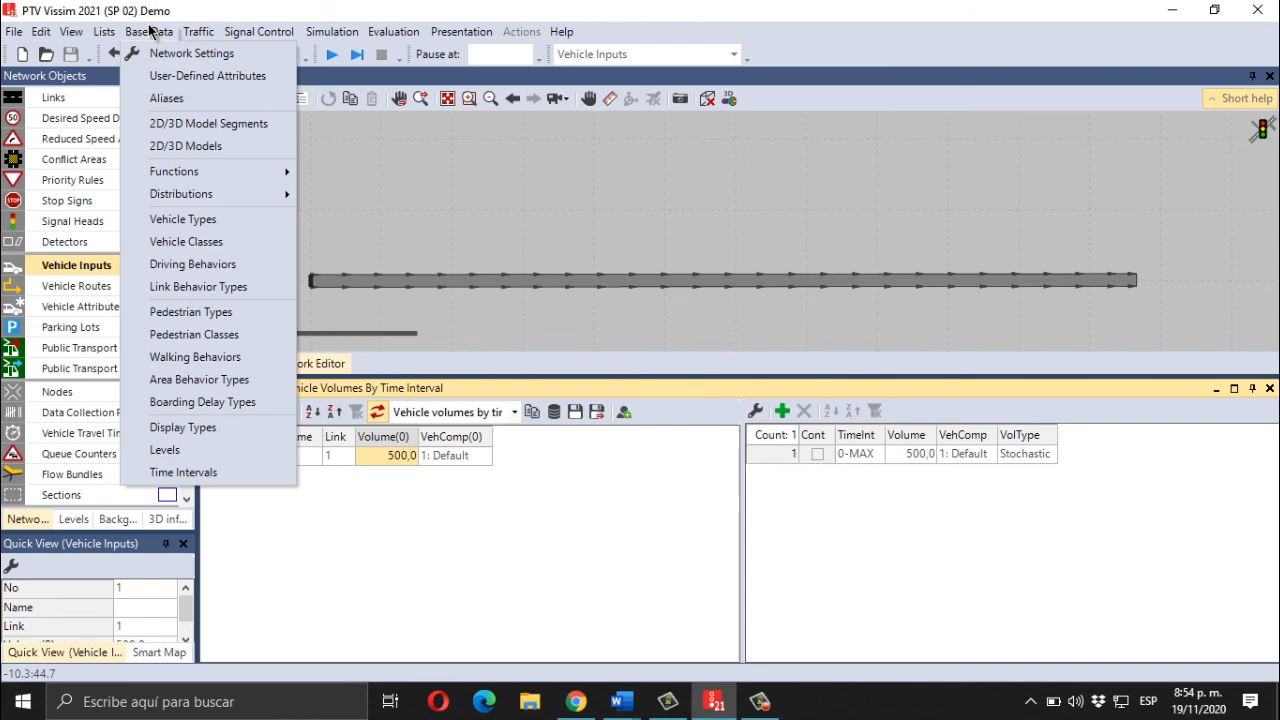 PTV Vissim 2021 (SP 02) Demo
File Edit View Lists Base Data Traffic Signal Control Simulation Evaluation Presentation Actions Help
Pause at: Vehicle Inputs
Network Objects
Network Settings
User-Defined Attributes
Aliases
2D/3D Model Segments
2D/3D Models
Functions
Distributions
Vehicle Types
Vehicle Classes
Driving Behaviors
Link Behavior Types
Pedestrian Types
Pedestrian Classes
Walking Behaviors
Area Behavior Types
Boarding Delay Types
Display Types
Levels
Time Intervals
Links
Desired Speed D
Reduced Speed
Conflict Areas
Priority Rules
Stop Signs
Signal Heads
Detectors
Vehicle Inputs
Vehicle Routes
Vehicle Attribute
Parking Lots
Public Transport
Public Transport
Nodes
Data Collection
Vehicle Travel
Queue Counters
Flow Bundles
Sections
Netwo... Levels Backg... 3D inf...
Short help
3D
ork Editor
hicle Volumes By Time Interval
Vehicle volumes by tir
me Link Volume(0) VehComp(0)
1 500,0 1: Default
Count: 1 Cont TimeInt Volume VehComp VolType
1 0-MAX 500,0 1: Default Stochastic
Quick View (Vehicle Inputs)
No 1
Name
Link 1
Quick View (Vehicle I... Smart Map
-10.3:44.7
Escribe aquí para buscar
21
ESP
8:54 p. m.
19/11/2020